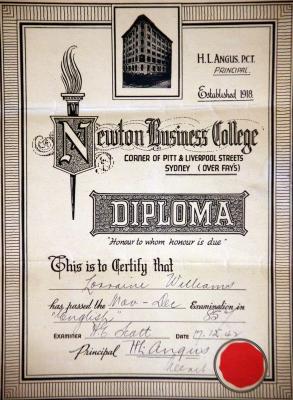 H.L. ANGUS, P.C.T.
PRINCIPAL.
Established 1918.
Newton Business College
CORNER OF PITT & LIVERPOOL STREETS
SYDNEY (OVER FAYS)
DIPLOMA
"Honour to whom honour is due"
This is to Certify that
Lorraine Williams
has passed the Nov - Dec Examination in
"English" 85%
EXAMINER DATE 17.12.42
Principal H L Angus